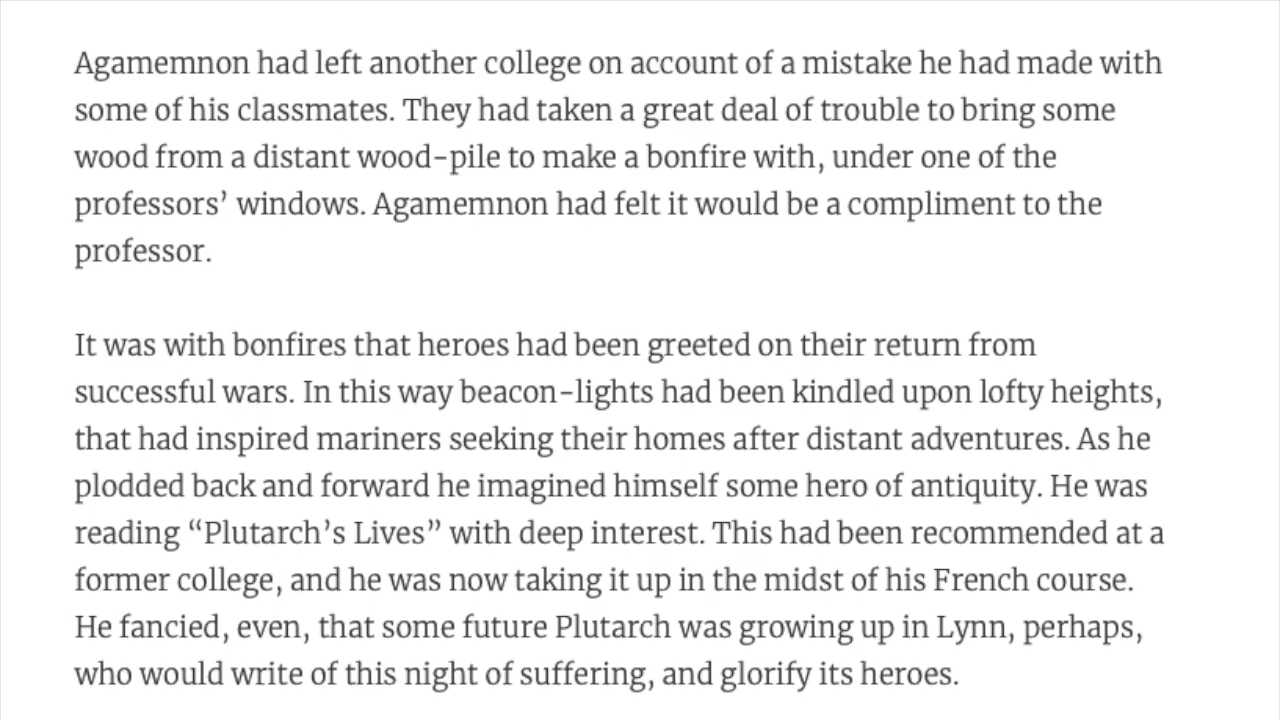 Agamemnon had left another college on account of a mistake he had made with
some of his classmates. They had taken a great deal of trouble to bring some
wood from a distant wood-pile to make a bonfire with, under one of the
professors’ windows. Agamemnon had felt it would be a compliment to the
professor.
It was with bonfires that heroes had been greeted on their return from
successful wars. In this way beacon-lights had been kindled upon lofty heights,
that had inspired mariners seeking their homes after distant adventures. As he
plodded back and forward he imagined himself some hero of antiquity. He was
reading “Plutarch’s Lives” with deep interest. This had been recommended at a
former college, and he was now taking it up in the midst of his French course.
He fancied, even, that some future Plutarch was growing up in Lynn, perhaps,
who would write of this night of suffering, and glorify its heroes.